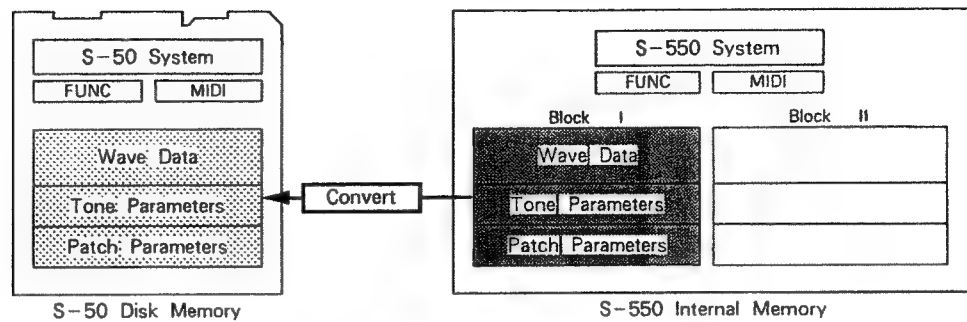 S-50 System
FUNC MIDI
Wave Data
Tone Parameters
Patch Parameters
S-50 Disk Memory
Convert
S-550 System
FUNC MIDI
Block I Block II
Wave Data
Tone Parameters
Patch Parameters
S-550 Internal Memory